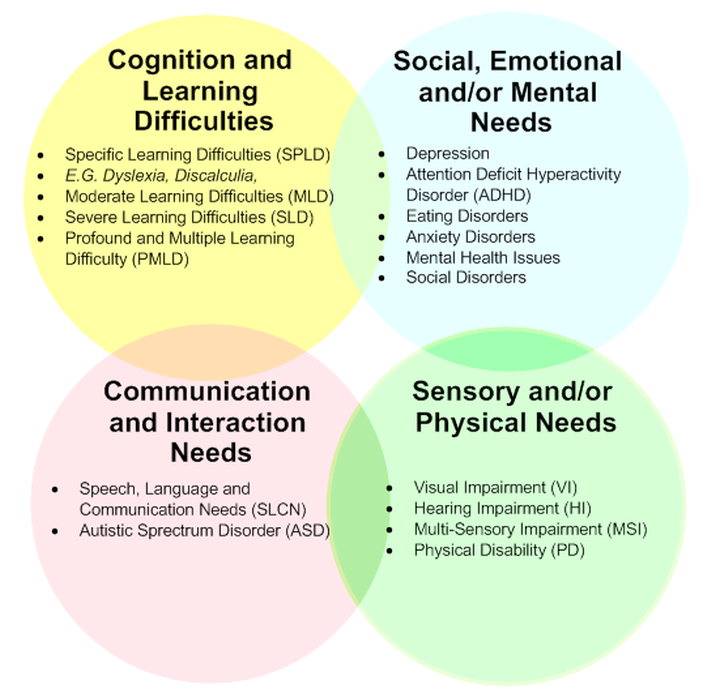 Cognition and
Learning
Difficulties
• Specific Learning Difficulties (SPLD)
• E.G. Dyslexia, Discalculia,
• Moderate Learning Difficulties (MLD)
• Severe Learning Difficulties (SLD)
• Profound and Multiple Learning
Difficulty (PMLD)
Social, Emotional
and/or Mental
Needs
• Depression
• Attention Deficit Hyperactivity
Disorder (ADHD)
• Eating Disorders
• Anxiety Disorders
• Mental Health Issues
• Social Disorders
Communication
and Interaction
Needs
• Speech, Language and
Communication Needs (SLCN)
• Autistic Sprectrum Disorder (ASD)
Sensory and/or
Physical Needs
• Visual Impairment (VI)
• Hearing Impairment (HI)
• Multi-Sensory Impairment (MSI)
• Physical Disability (PD)